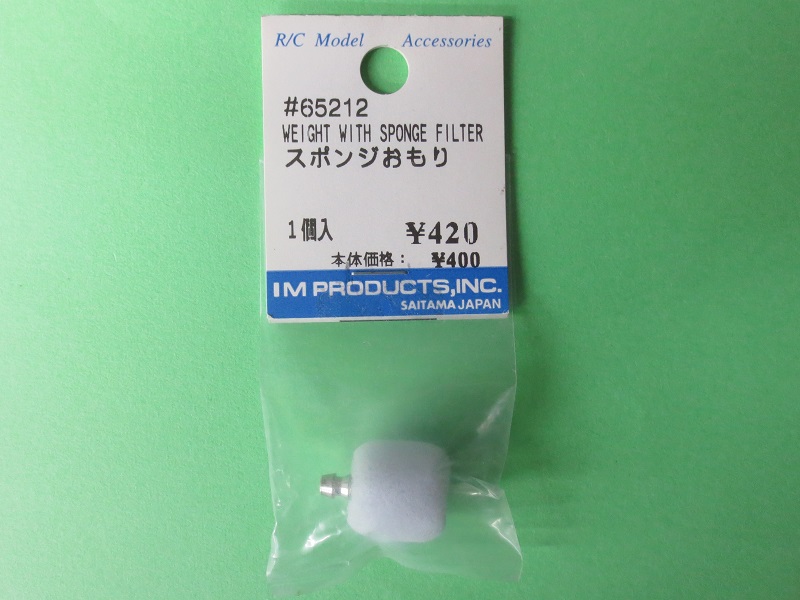 R/C Model Accessories
#65212
WEIGHT WITH SPONGE FILTER
スポンジおもり
1個入 ¥420
本体価格： ¥400
IM PRODUCTS,INC.
SAITAMA JAPAN